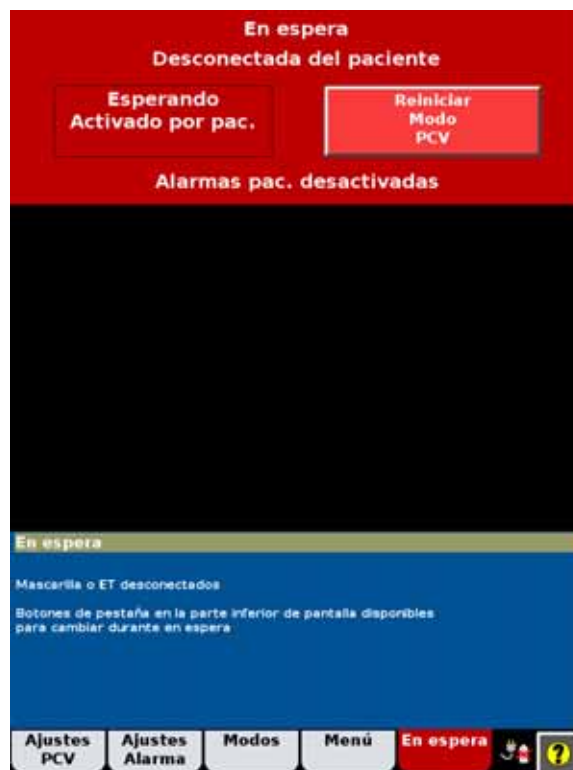 En espera
Desconectada del paciente
Esperando
Activado por pac.
Reiniciar
Modo
PCV
Alarmas pac. desactivadas
En espera
Mascarilla o ET desconectados
Botones de pestaña en la parte inferior de pantalla disponibles
para cambiar durante en espera
Ajustes
PCV
Ajustes
Alarma
Modos
Menú
En espera
?